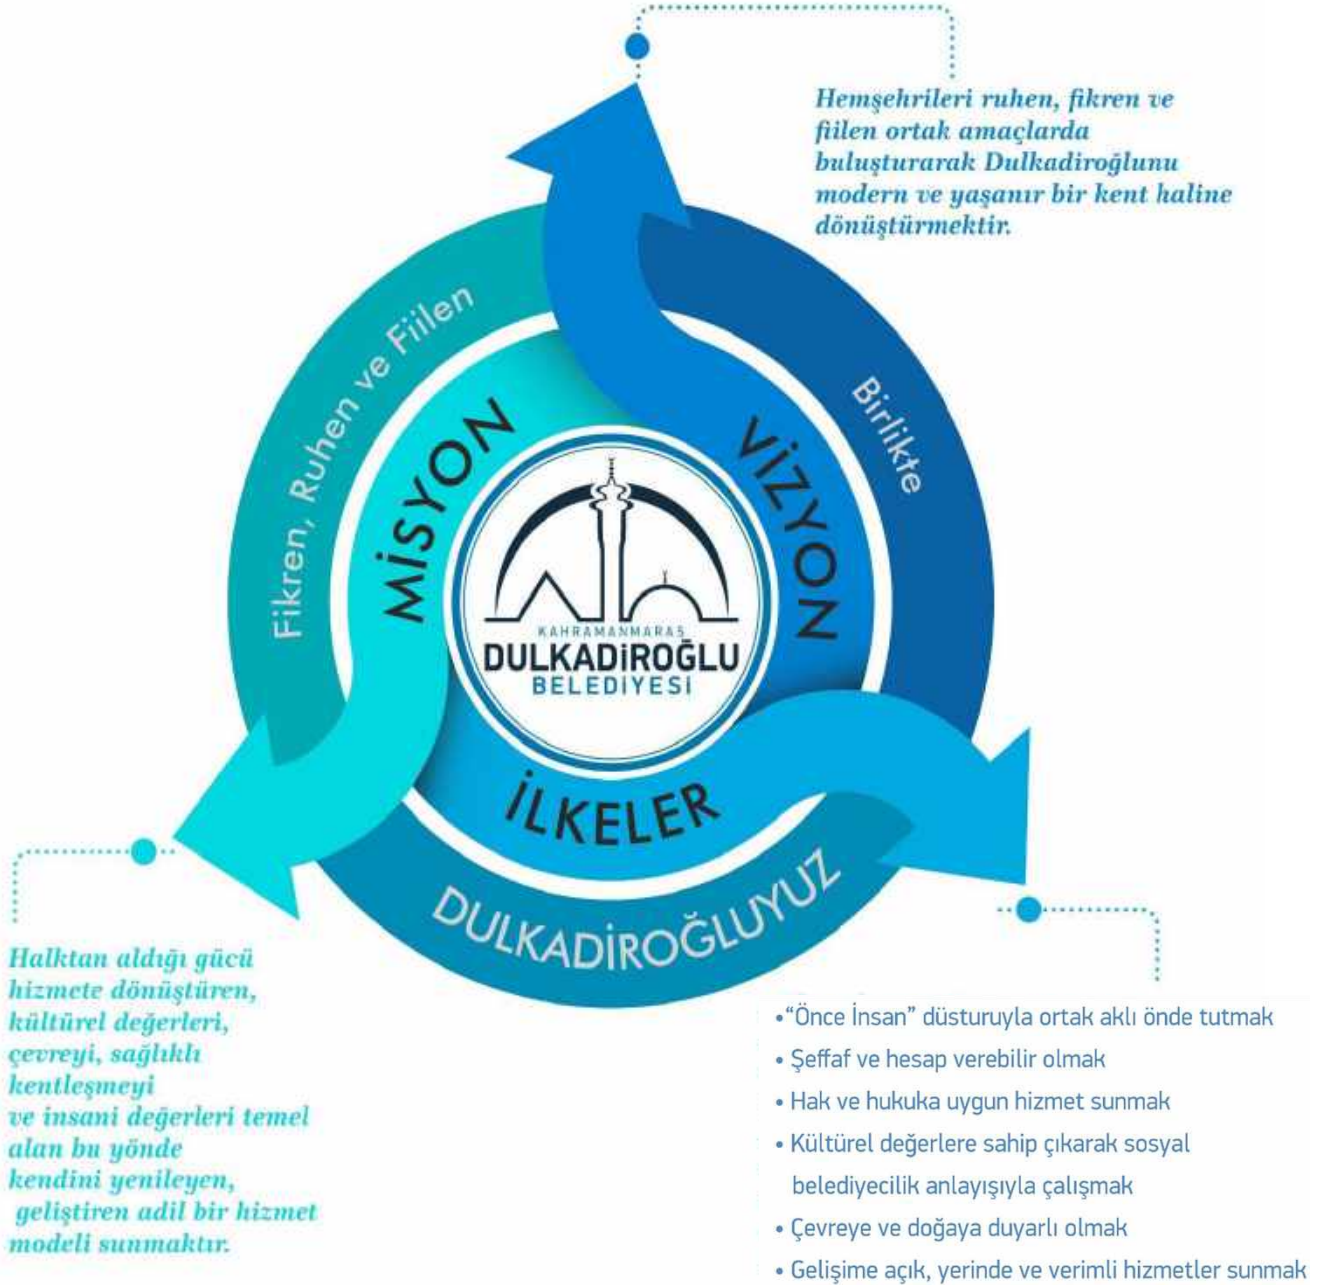 Hemşehrileri ruhen, fikren ve
fiilen ortak amaçlarda
buluşturarak Dulkadiroğlunu
modern ve yaşanır bir kent haline
dönüştürmektir.
Fikren, Ruhen ve Fiilen
Birlikte
MİSYON
VİZYON
KAHRAMANMARAŞ
DULKADiROĞLU
BELEDİYESİ
İLKELER
DULKADİROĞLUYUZ
Halktan aldığı gücü
hizmete dönüştüren,
kültürel değerleri,
çevreyi, sağlıklı
kentleşmeyi
ve insani değerleri temel
alan bu yönde
kendini yenileyen,
geliştiren adil bir hizmet
modeli sunmaktır.
•“Önce İnsan” düsturuyla ortak aklı önde tutmak
• Şeffaf ve hesap verebilir olmak
• Hak ve hukuka uygun hizmet sunmak
• Kültürel değerlere sahip çıkarak sosyal
belediyecilik anlayışıyla çalışmak
• Çevreye ve doğaya duyarlı olmak
• Gelişime açık, yerinde ve verimli hizmetler sunmak